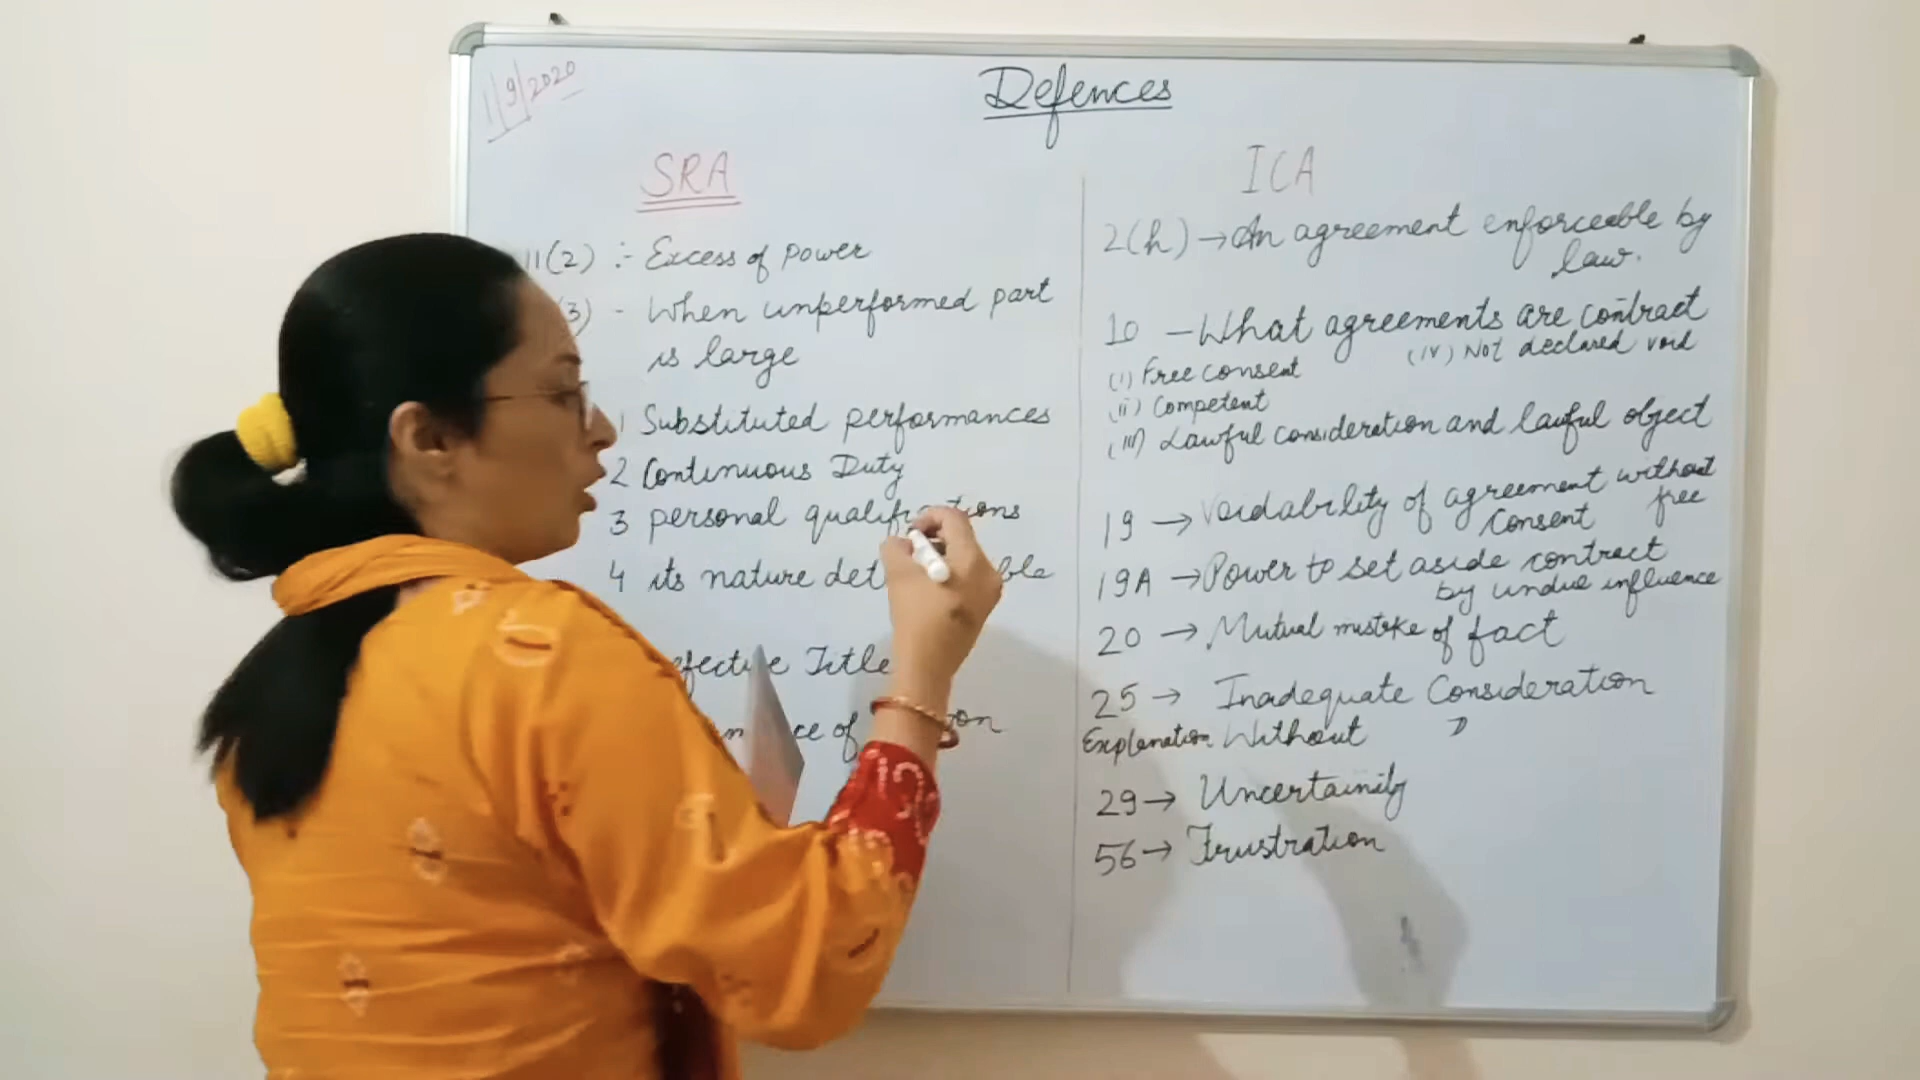 1/9/2020
Defences
SRA
11(2) :- Excess of power
3) - When unperformed part
is large
1 Substituted performances
2 Continuous Duty
3 personal qualifications
4 its nature
Title
of
ICA
2(h) → An agreement enforceable by
law.
10 - What agreements are contract
(i) Free consent (iv) Not declared void
(ii) Competent
(iii) Lawful consideration and lawful object
19 → Voidability of agreement without
free
consent
19A → Power to set aside contract
by undue influence
20 → Mutual mistake of fact
25 → Inadequate Consideration
Explanation Without "
29 → Uncertainity
56 → Frustration